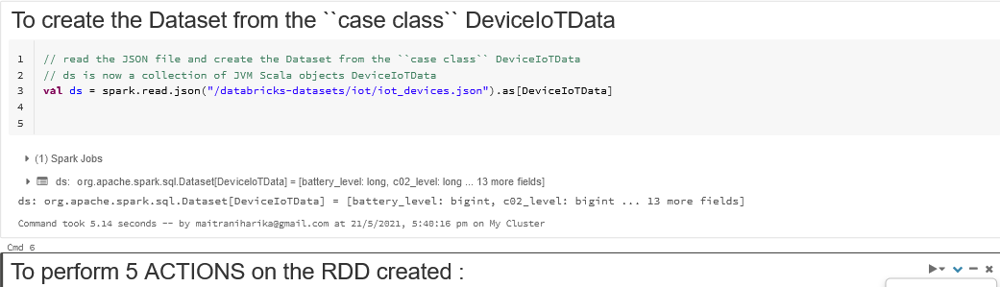 To create the Dataset from the ``case class`` DeviceIoTData
1 // read the JSON file and create the Dataset from the ``case class`` DeviceIoTData
2 // ds is now a collection of JVM Scala objects DeviceIoTData
3 val ds = spark.read.json("/databricks-datasets/iot/iot_devices.json").as[DeviceIoTData]
4
5
(1) Spark Jobs
ds: org.apache.spark.sql.Dataset[DeviceIoTData] = [battery_level: long, c02_level: long ... 13 more fields]
ds: org.apache.spark.sql.Dataset[DeviceIoTData] = [battery_level: bigint, c02_level: bigint ... 13 more fields]
Command took 5.14 seconds -- by maitraniharika@gmail.com at 21/5/2021, 5:40:16 pm on My Cluster
Cmd 6
To perform 5 ACTIONS on the RDD created :